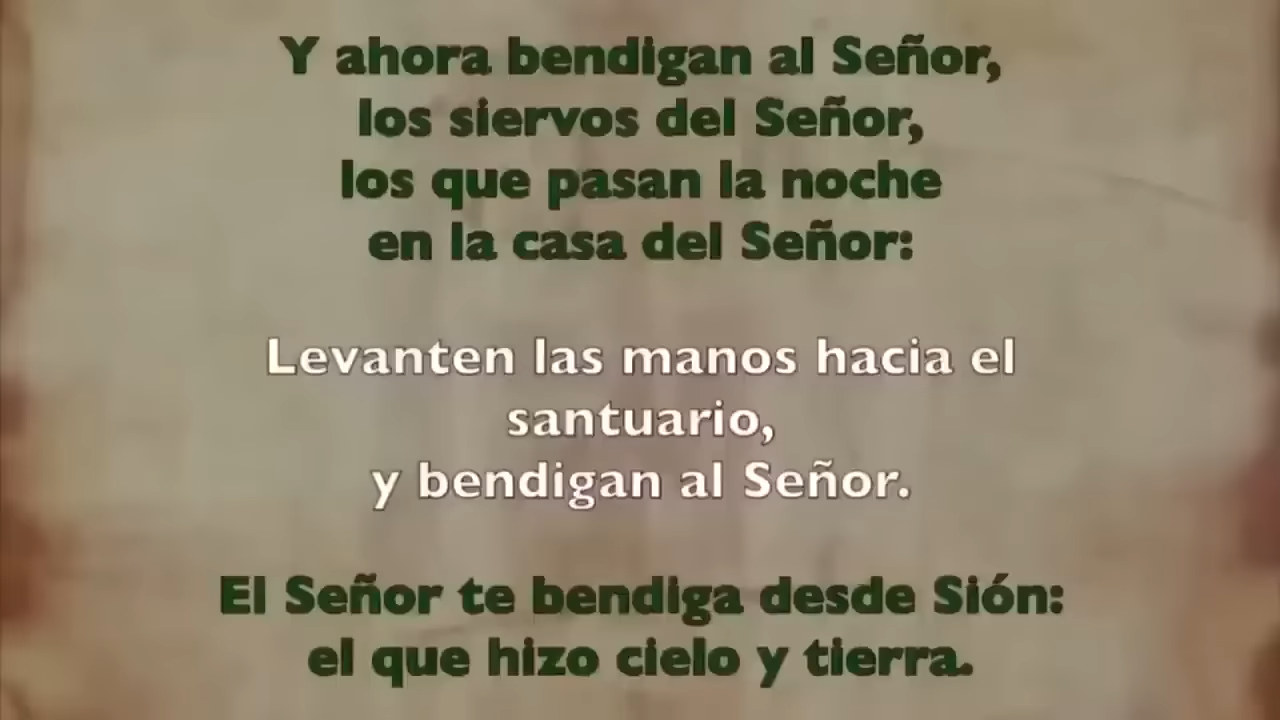 Y ahora bendigan al Señor,
los siervos del Señor,
los que pasan la noche
en la casa del Señor:
Levanten las manos hacia el
santuario,
y bendigan al Señor.
El Señor te bendiga desde Sión:
el que hizo cielo y tierra.